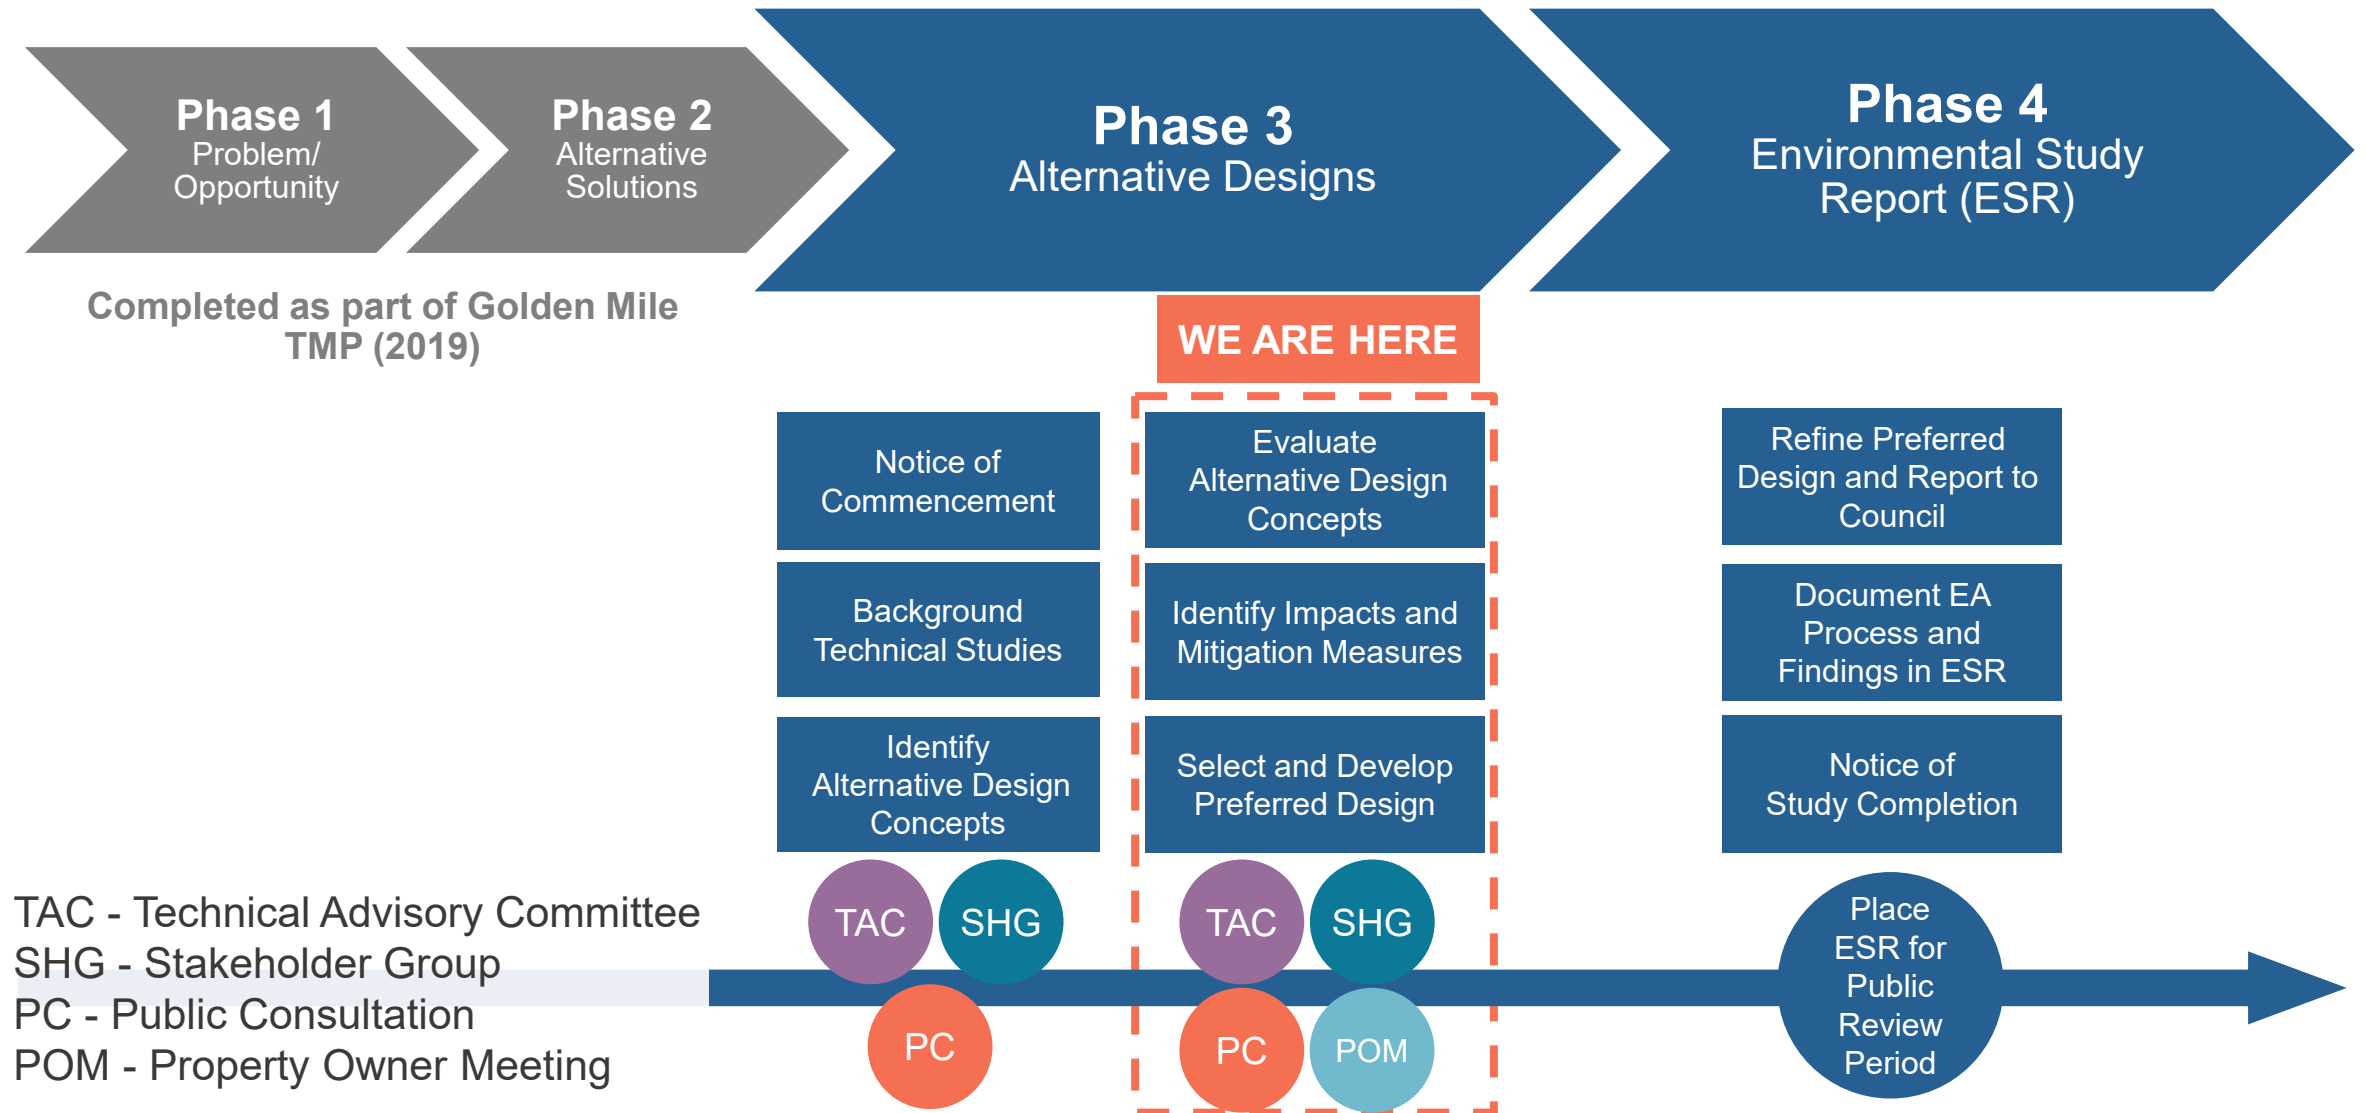 Phase 1
Problem/
Opportunity
Phase 2
Alternative
Solutions
Phase 3
Alternative Designs
Phase 4
Environmental Study
Report (ESR)
Completed as part of Golden Mile
TMP (2019)
WE ARE HERE
Notice of
Commencement
Background
Technical Studies
Identify
Alternative Design
Concepts
Evaluate
Alternative Design
Concepts
Identify Impacts and
Mitigation Measures
Select and Develop
Preferred Design
Refine Preferred
Design and Report to
Council
Document EA
Process and
Findings in ESR
Notice of
Study Completion
TAC - Technical Advisory Committee
SHG - Stakeholder Group
PC - Public Consultation
POM - Property Owner Meeting
TAC
SHG
PC
TAC
SHG
PC
POM
Place
ESR for
Public
Review
Period